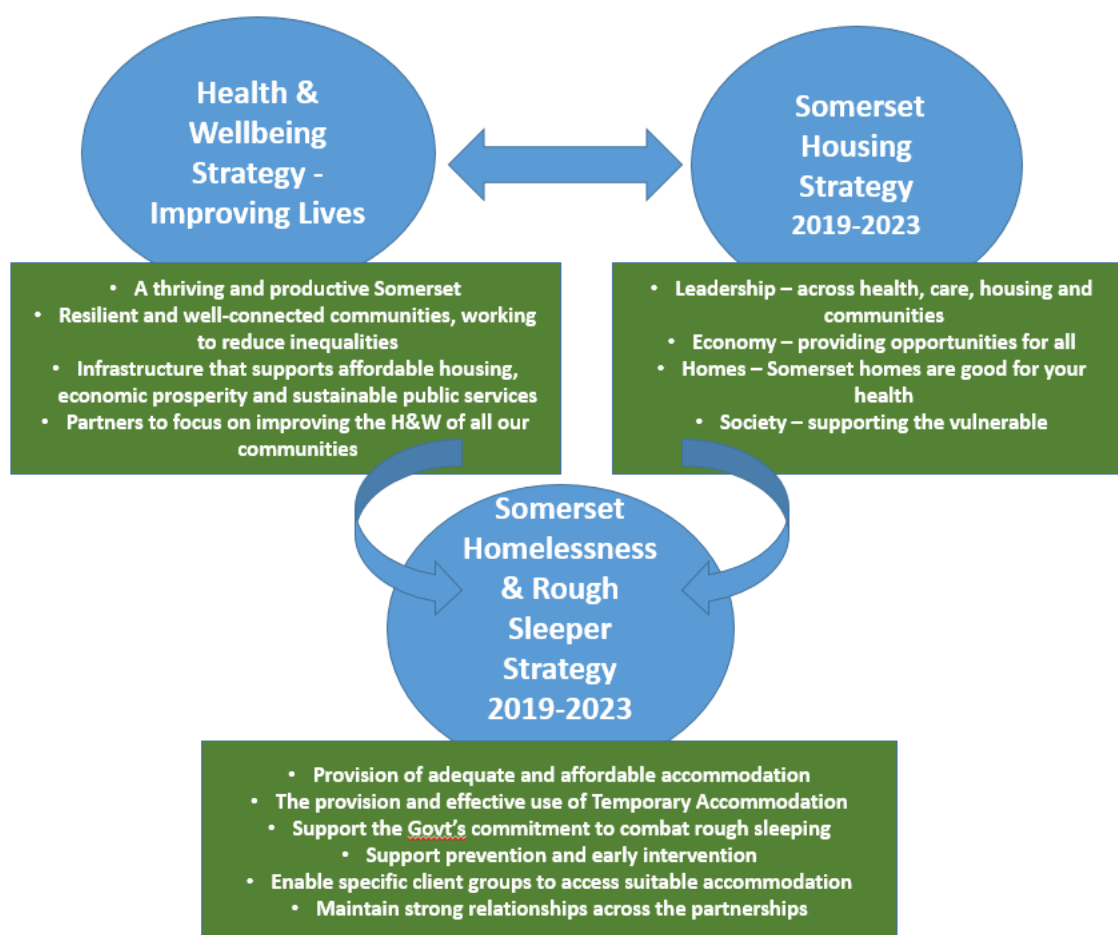 Health &
Wellbeing
Strategy -
Improving Lives
Somerset
Housing
Strategy
2019-2023
• A thriving and productive Somerset
• Resilient and well-connected communities, working
to reduce inequalities
• Infrastructure that supports affordable housing,
economic prosperity and sustainable public services
• Partners to focus on improving the H&W of all our
communities
• Leadership – across health, care, housing and
communities
• Economy – providing opportunities for all
• Homes – Somerset homes are good for your
health
• Society – supporting the vulnerable
Somerset
Homelessness
& Rough
Sleeper
Strategy
2019-2023
• Provision of adequate and affordable accommodation
• The provision and effective use of Temporary Accommodation
• Support the Govt’s commitment to combat rough sleeping
• Support prevention and early intervention
• Enable specific client groups to access suitable accommodation
• Maintain strong relationships across the partnerships